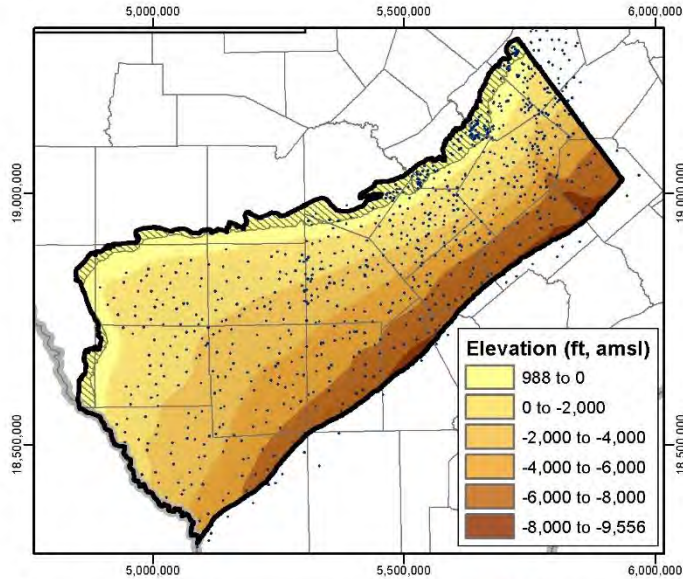 5,000,000 5,500,000 6,000,000
19,000,000
18,500,000
Elevation (ft, amsl)
988 to 0
0 to -2,000
-2,000 to -4,000
-4,000 to -6,000
-6,000 to -8,000
-8,000 to -9,556
19,000,000
18,500,000
5,000,000 5,500,000 6,000,000